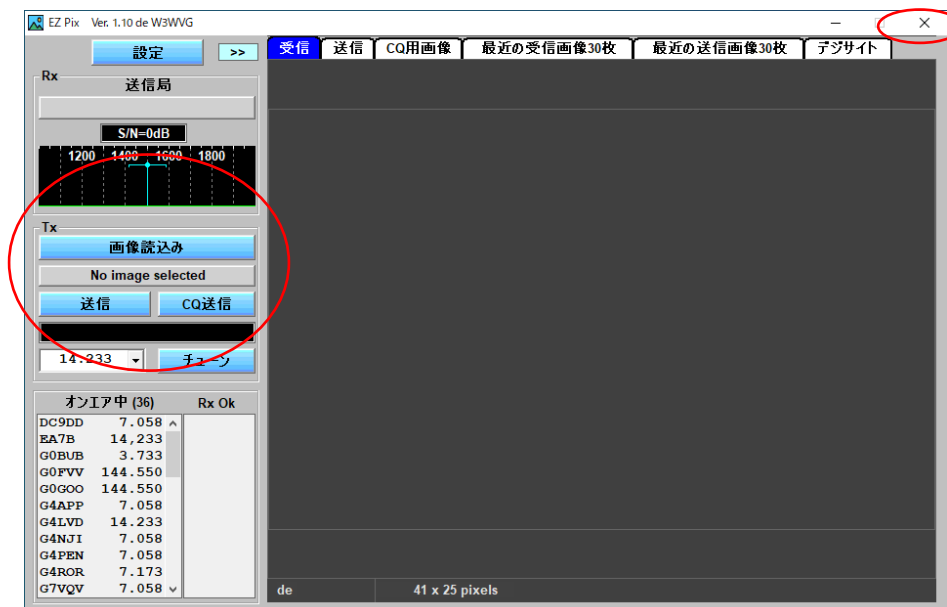 EZ Pix Ver. 1.10 de W3WVG
設定 >>
受信 送信 CQ用画像 最近の受信画像30枚 最近の送信画像30枚 デジサイト
Rx
送信局
S/N=0dB
1200 1400 1600 1800
Tx
画像読込み
No image selected
送信 CQ送信
14.233 チューン
オンエア中 (36) Rx Ok
DC9DD 7.058
EA7B 14,233
G0BUB 3.733
G0FVV 144.550
G0GOO 144.550
G4APP 7.058
G4LVD 14.233
G4NJI 7.058
G4PEN 7.058
G4ROR 7.173
G7VQV 7.058
de 41 x 25 pixels